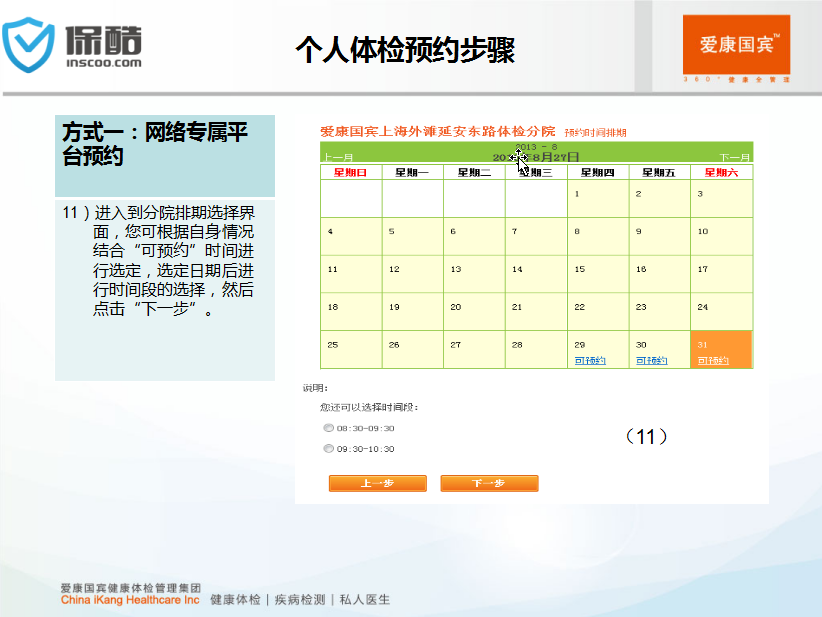 保酷
inscoo.com
个人体检预约步骤
爱康国宾™
360°健康全管理
方式一：网络专属平
台预约
11）进入到分院排期选择界
面，您可根据自身情况
结合“可预约”时间进
行选定，选定日期后进
行时间段的选择，然后
点击“下一步”。
爱康国宾上海外滩延安东路体检分院 预约时间排期
2013 - 8
上一月 8月27日 下一月
星期日 星期一 星期二 星期三 星期四 星期五 星期六
1 2 3
4 5 6 7 8 9 10
11 12 13 14 15 16 17
18 19 20 21 22 23 24
25 26 27 28 29 30 31
可预约 可预约 可预约
说明：
您还可以选择时间段：
08:30-09:30
09:30-10:30
（11）
上一步 下一步
爱康国宾健康体检管理集团
China iKang Healthcare Inc 健康体检 | 疾病检测 | 私人医生